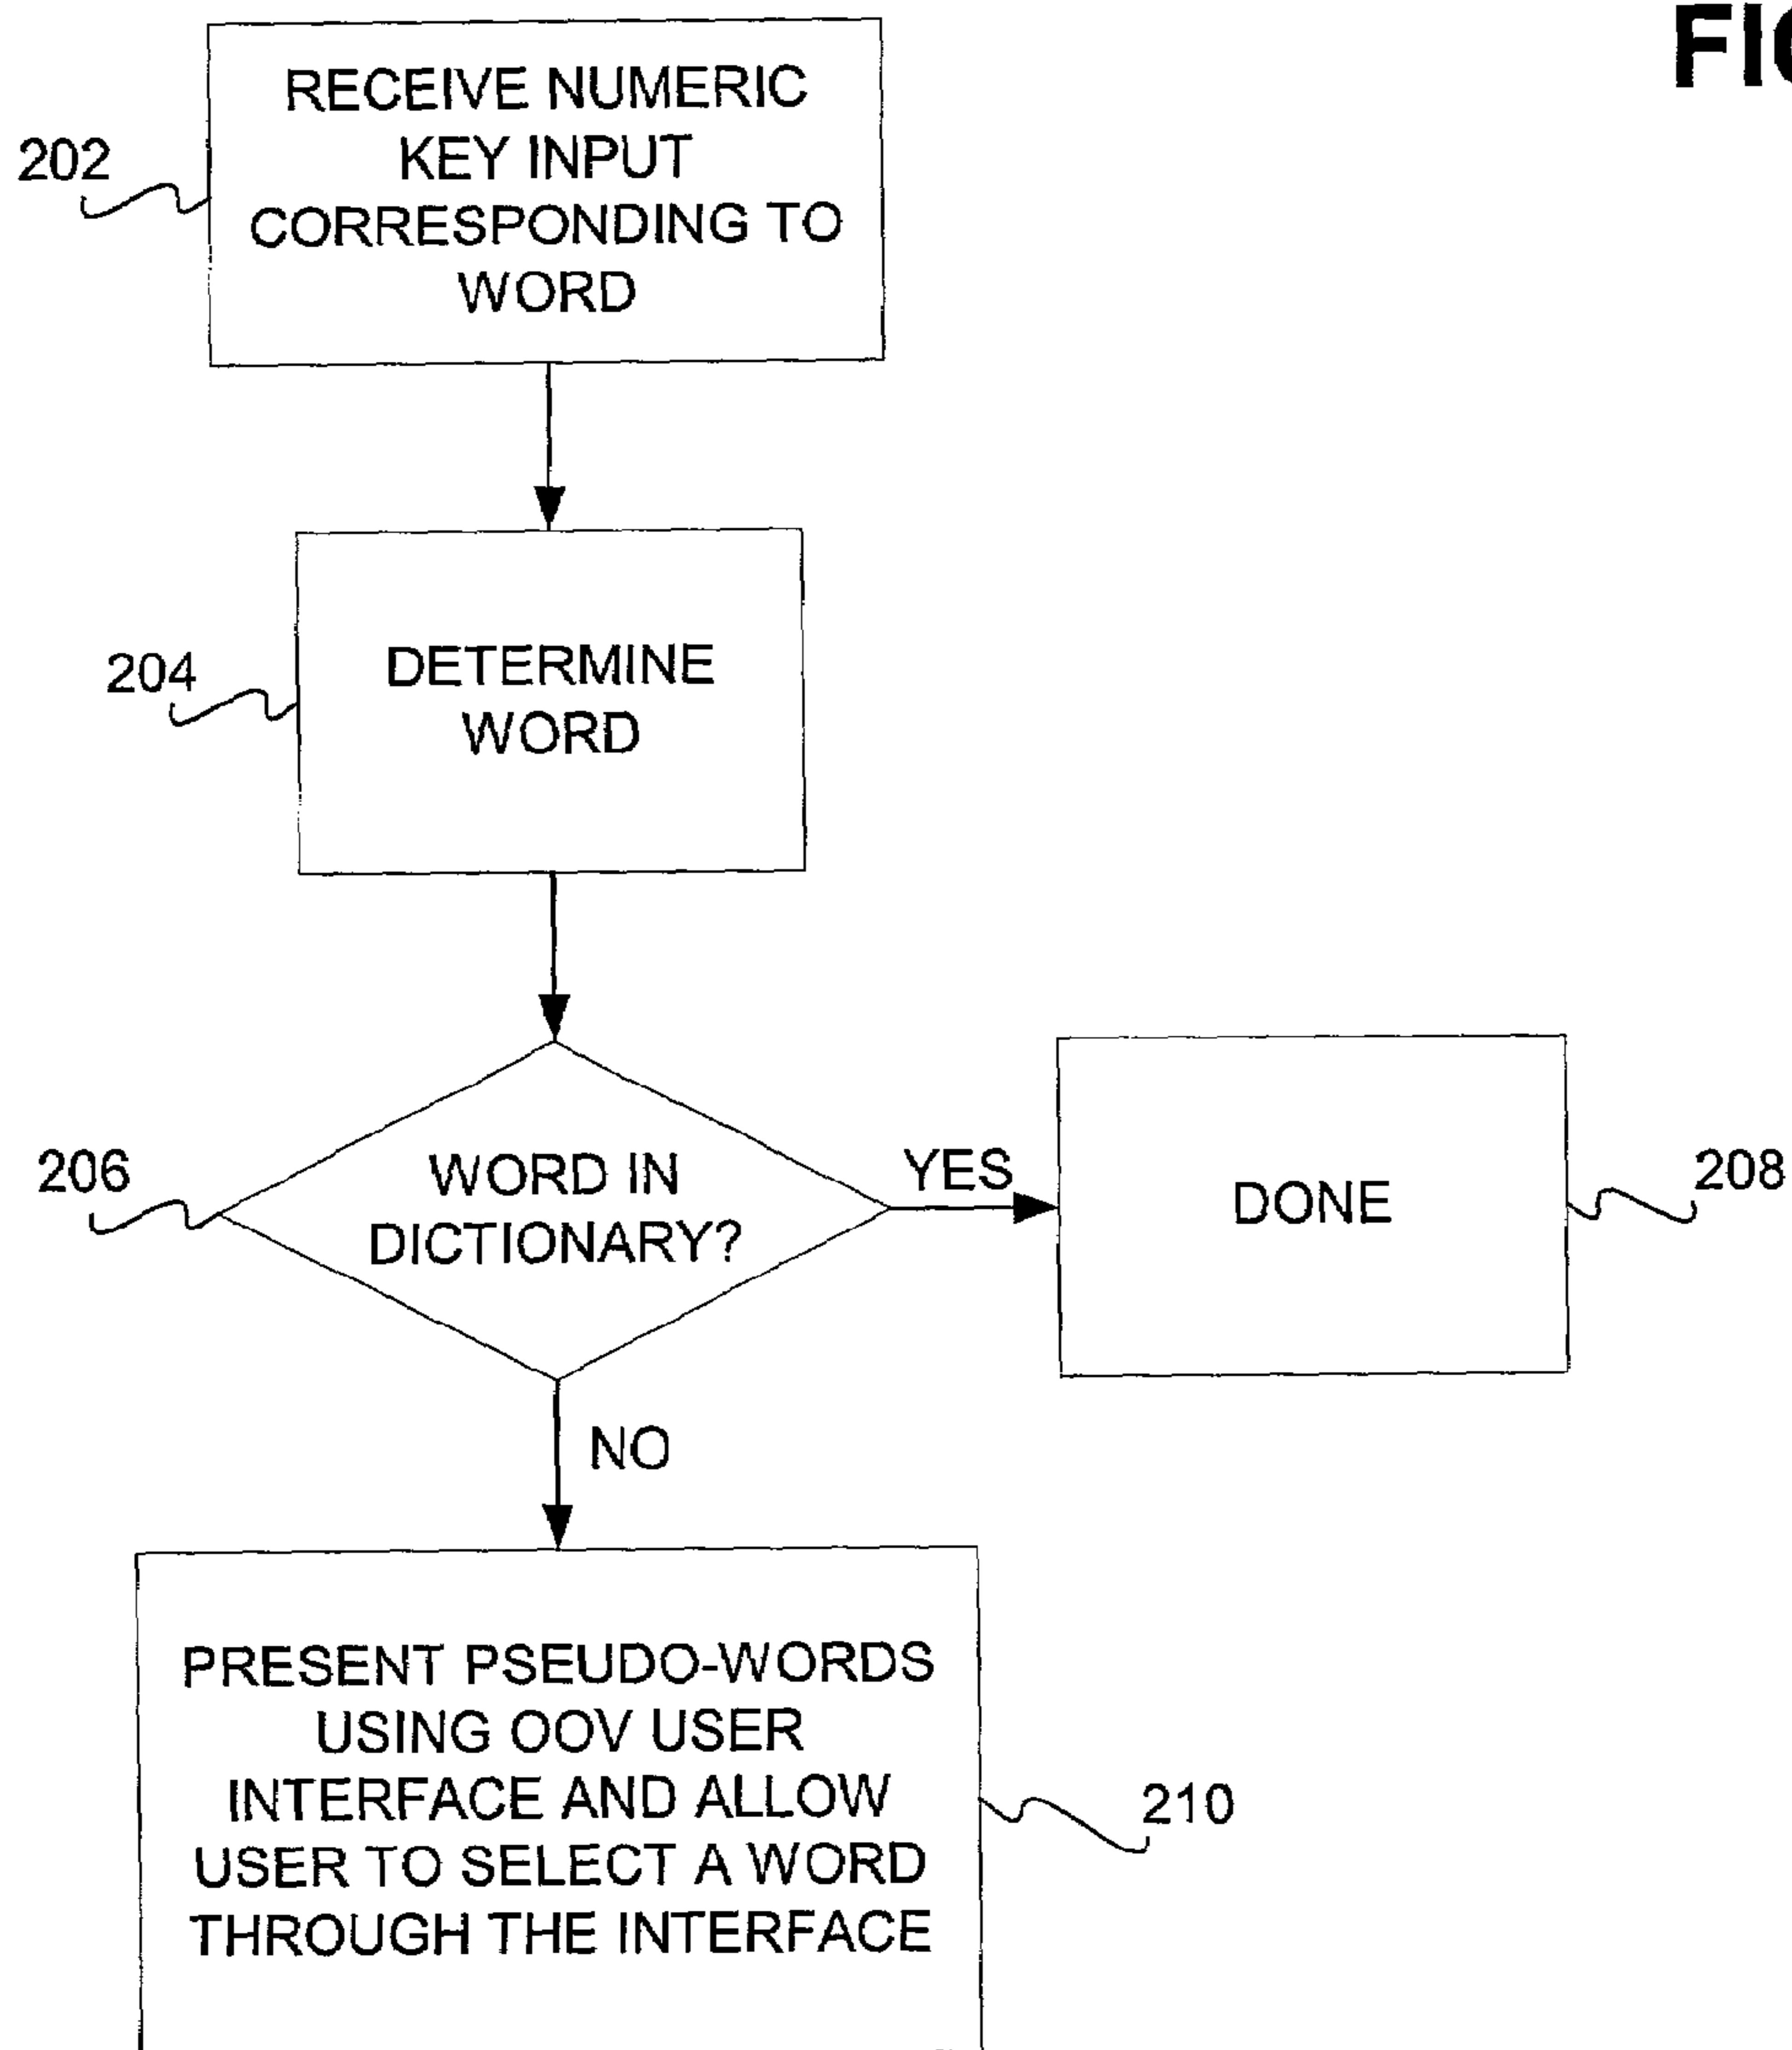 RECEIVE NUMERIC
KEY INPUT
CORRESPONDING TO
WORD
202
DETERMINE
WORD
204
WORD IN
DICTIONARY?
206
YES
DONE
208
NO
PRESENT PSEUDO-WORDS
USING OOV USER
INTERFACE AND ALLOW
USER TO SELECT A WORD
THROUGH THE INTERFACE
210